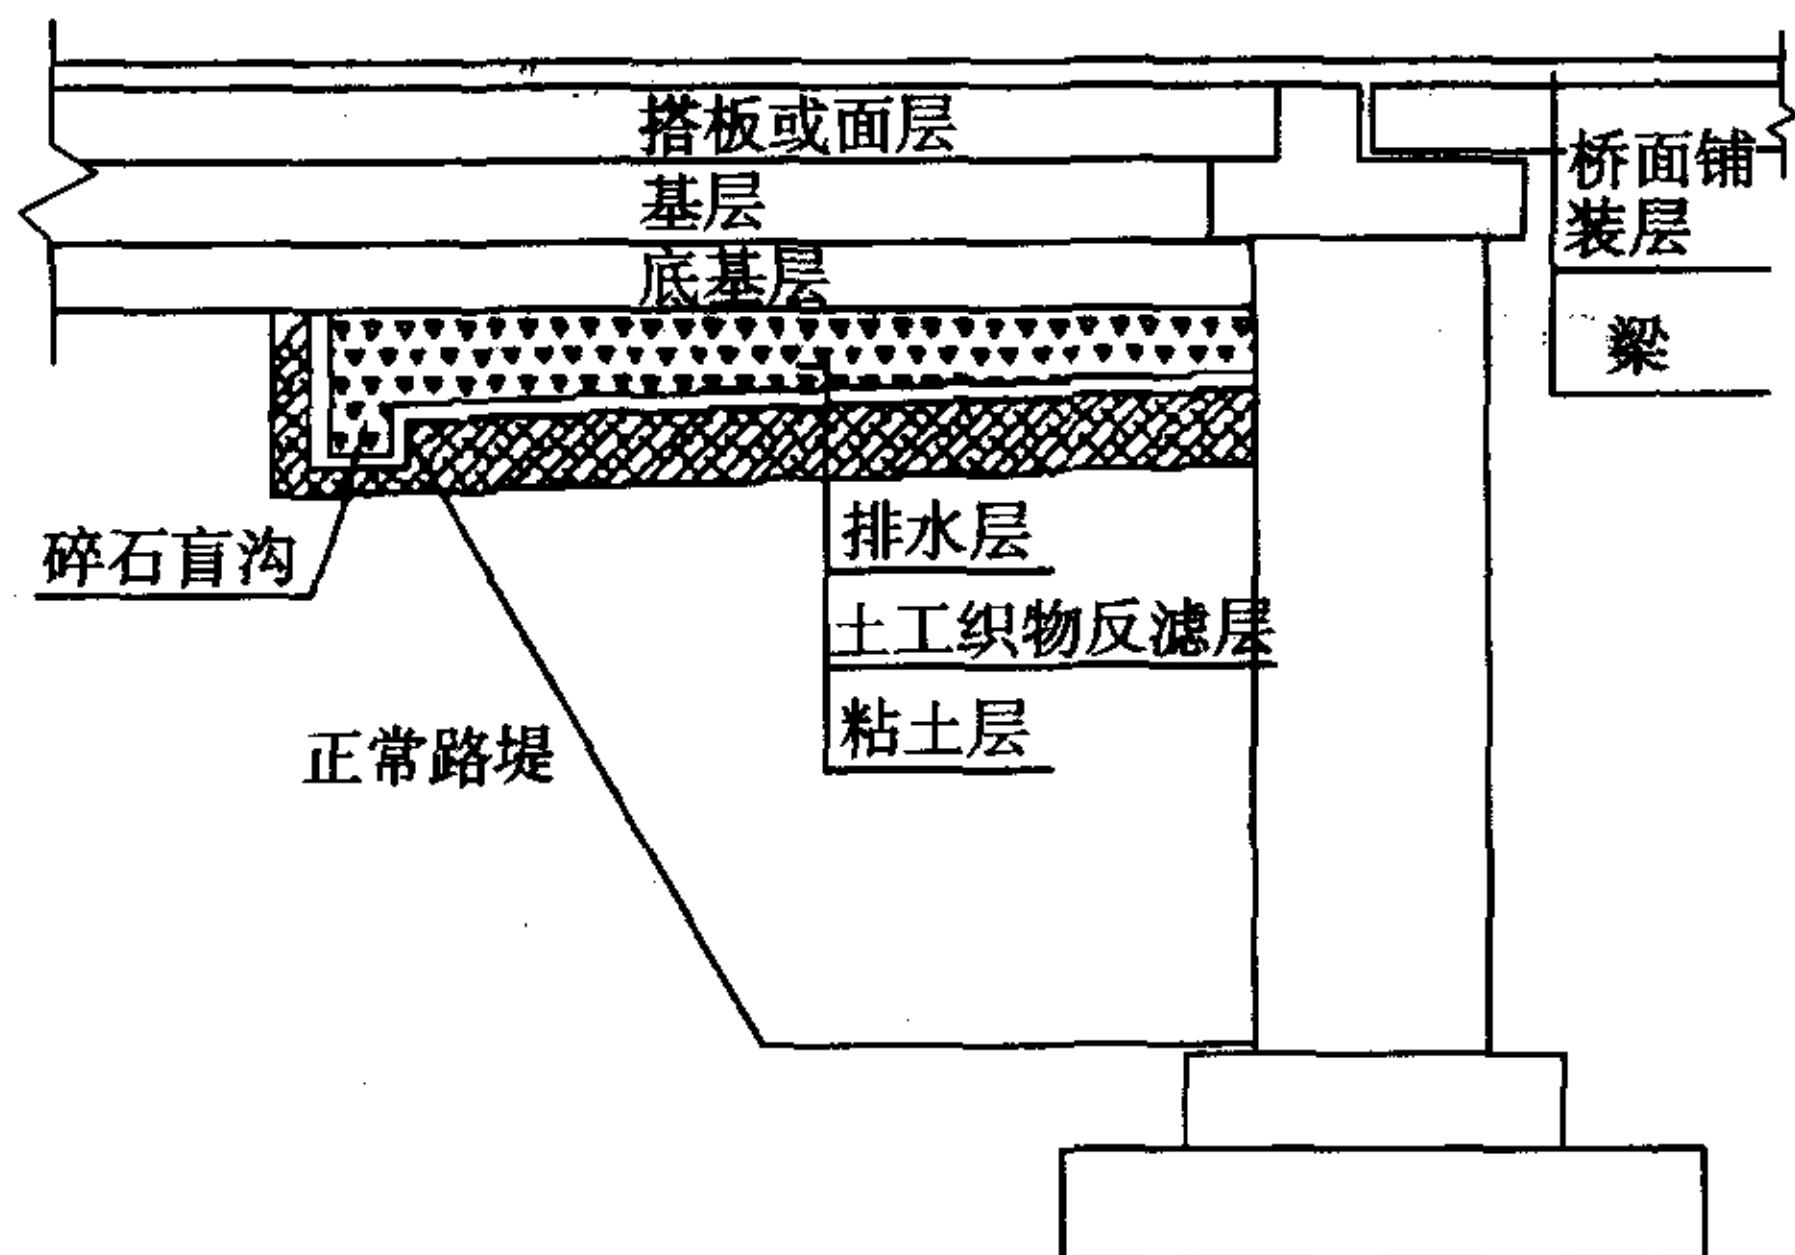 搭板或面层
桥面铺
装层
基层
底基层
梁
排水层
碎石盲沟
土工织物反滤层
粘土层
正常路堤